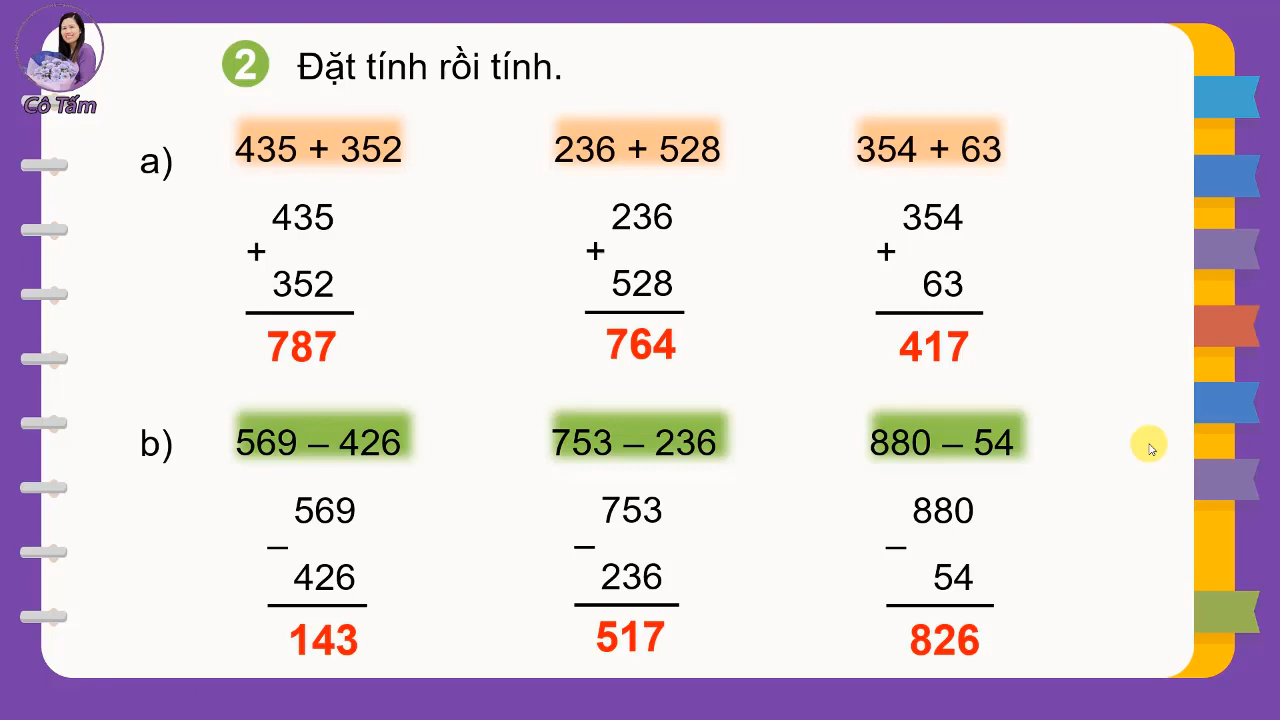 Cô Tấm
2 Đặt tính rồi tính.
a) 435 + 352 236 + 528 354 + 63
435 236 354
+ + +
352 528 63
787 764 417
b) 569 – 426 753 – 236 880 – 54
569 753 880
– – –
426 236 54
143 517 826